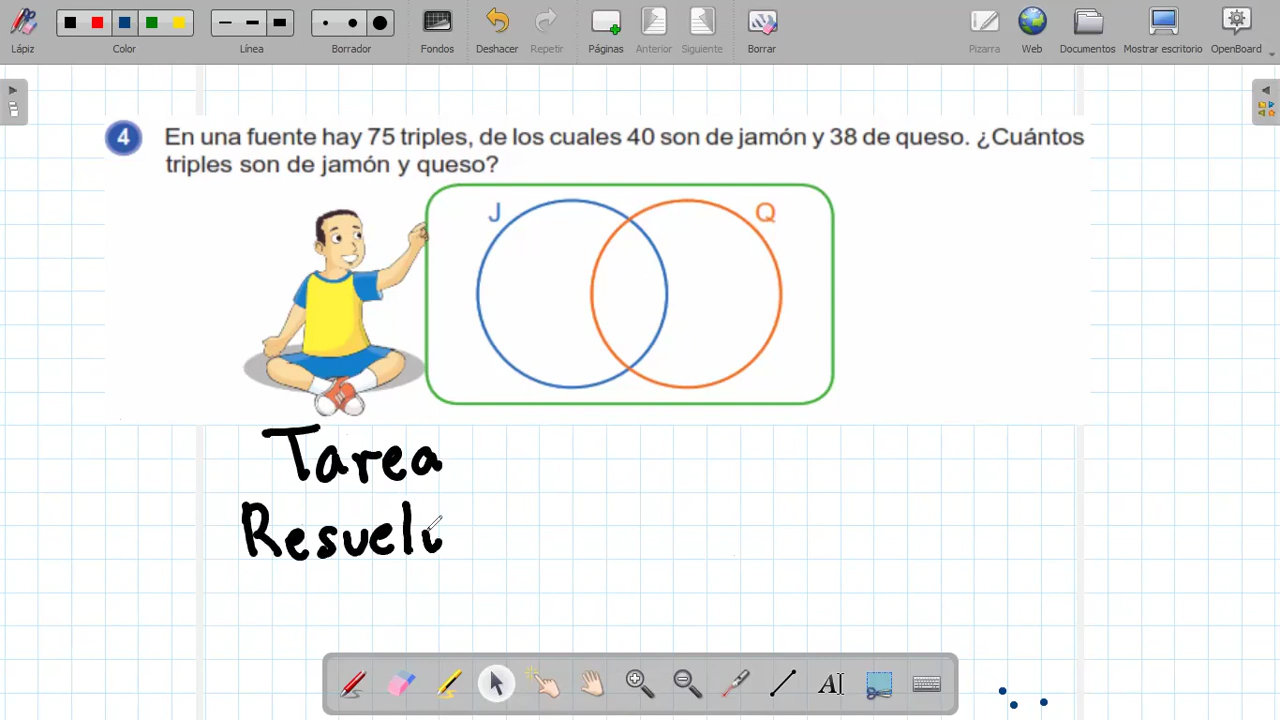 Lápiz
Color
Línea
Borrador
Fondos
Deshacer
Repetir
Páginas
Anterior
Siguiente
Borrar
Pizarra
Web
Documentos
Mostrar escritorio
OpenBoard
4 En una fuente hay 75 triples, de los cuales 40 son de jamón y 38 de queso. ¿Cuántos
triples son de jamón y queso?
J
Q
Tarea
Resuel
AI